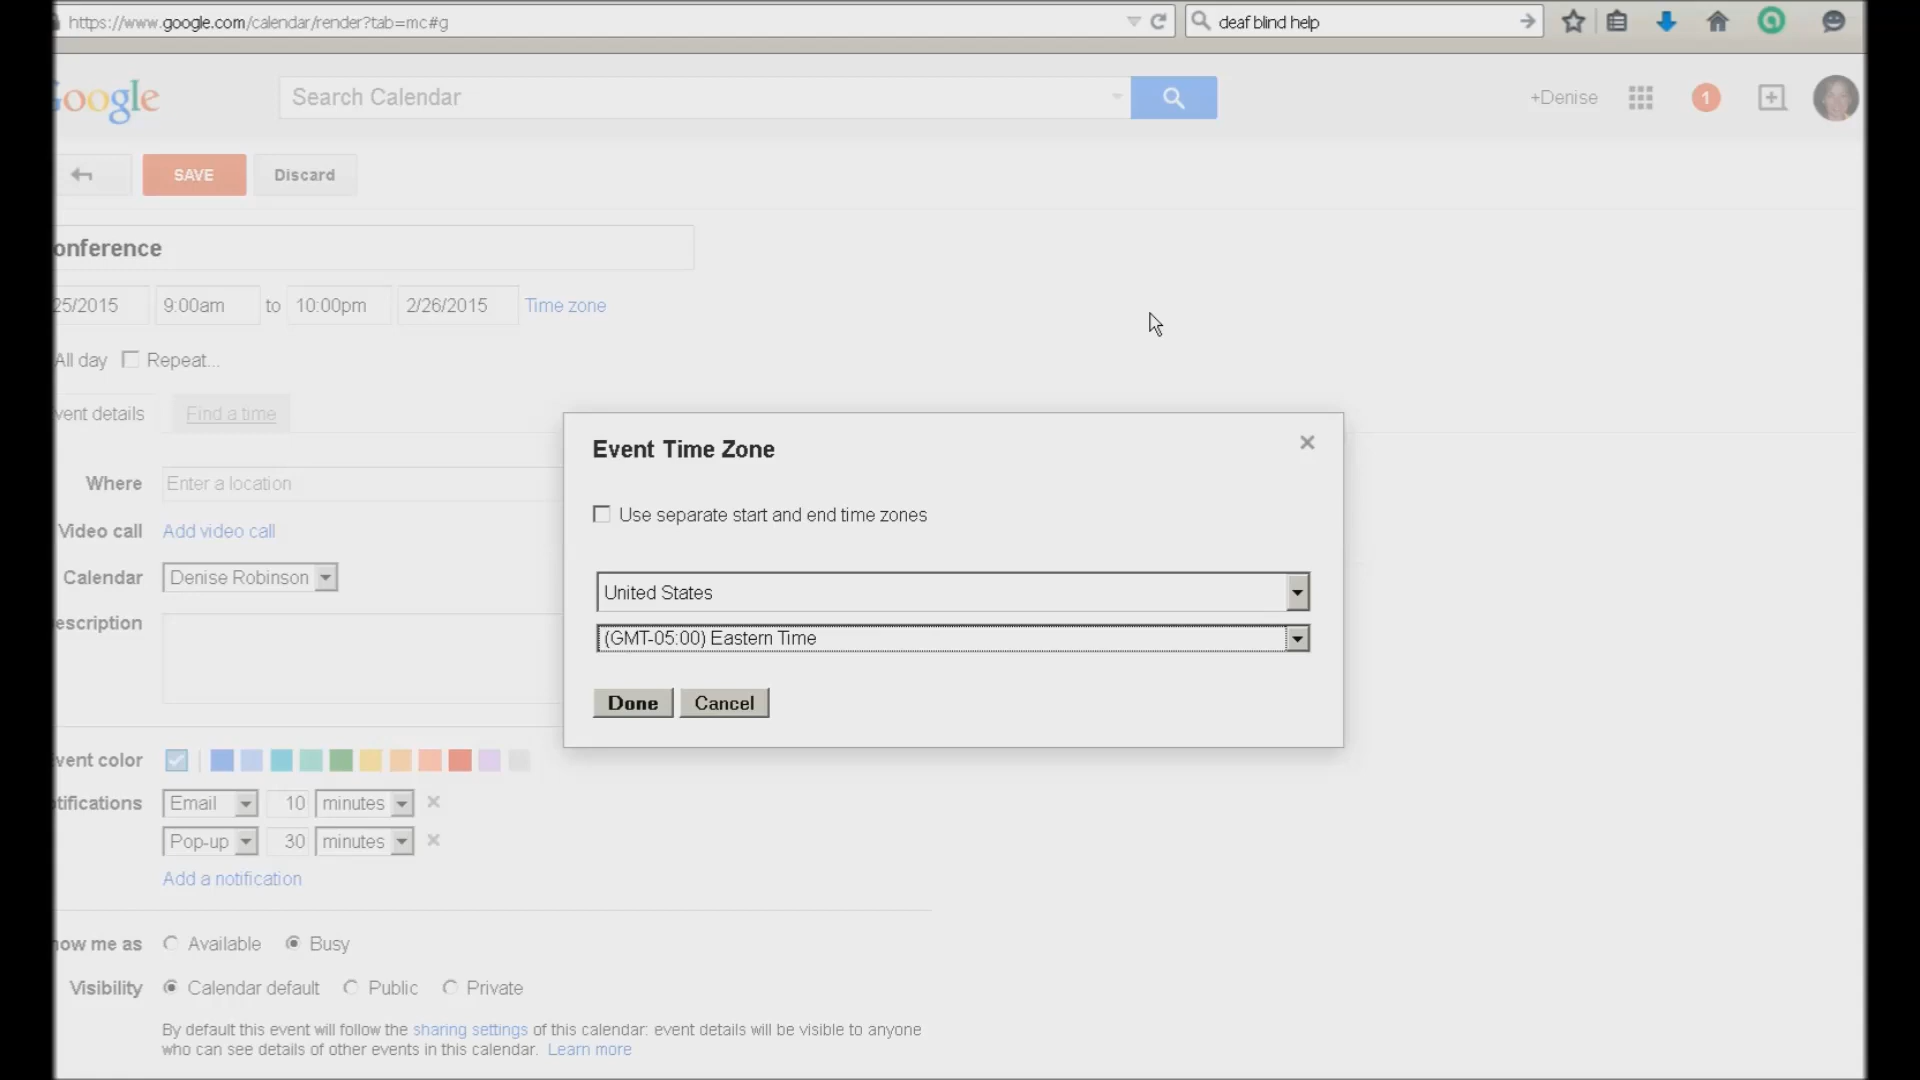 https://www.google.com/calendar/render?tab=mc#g
deaf blind help
Google
Search Calendar
+Denise
1
SAVE
Discard
onference
25/2015
9:00am
to
10:00pm
2/26/2015
Time zone
All day
Repeat...
vent details
Find a time
Event Time Zone
Where
Enter a location
Use separate start and end time zones
Video call
Add video call
Calendar
Denise Robinson
United States
escription
(GMT-05:00) Eastern Time
Done
Cancel
vent color
tifications
Email
10
minutes
Pop-up
30
minutes
Add a notification
how me as
Available
Busy
Visibility
Calendar default
Public
Private
By default this event will follow the sharing settings of this calendar: event details will be visible to anyone
who can see details of other events in this calendar. Learn more